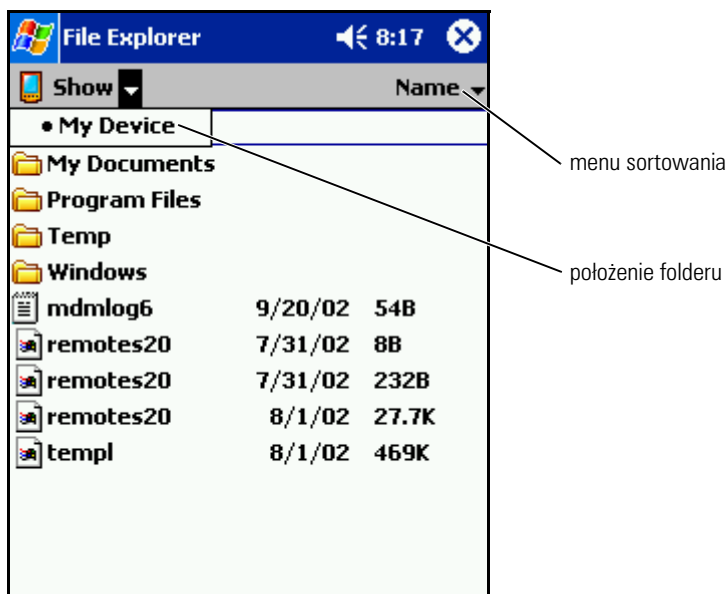 File Explorer 8:17
Show Name
• My Device
menu sortowania
My Documents
Program Files
Temp
położenie folderu
Windows
mdmlog6 9/20/02 54B
remotes20 7/31/02 8B
remotes20 7/31/02 232B
remotes20 8/1/02 27.7K
templ 8/1/02 469K